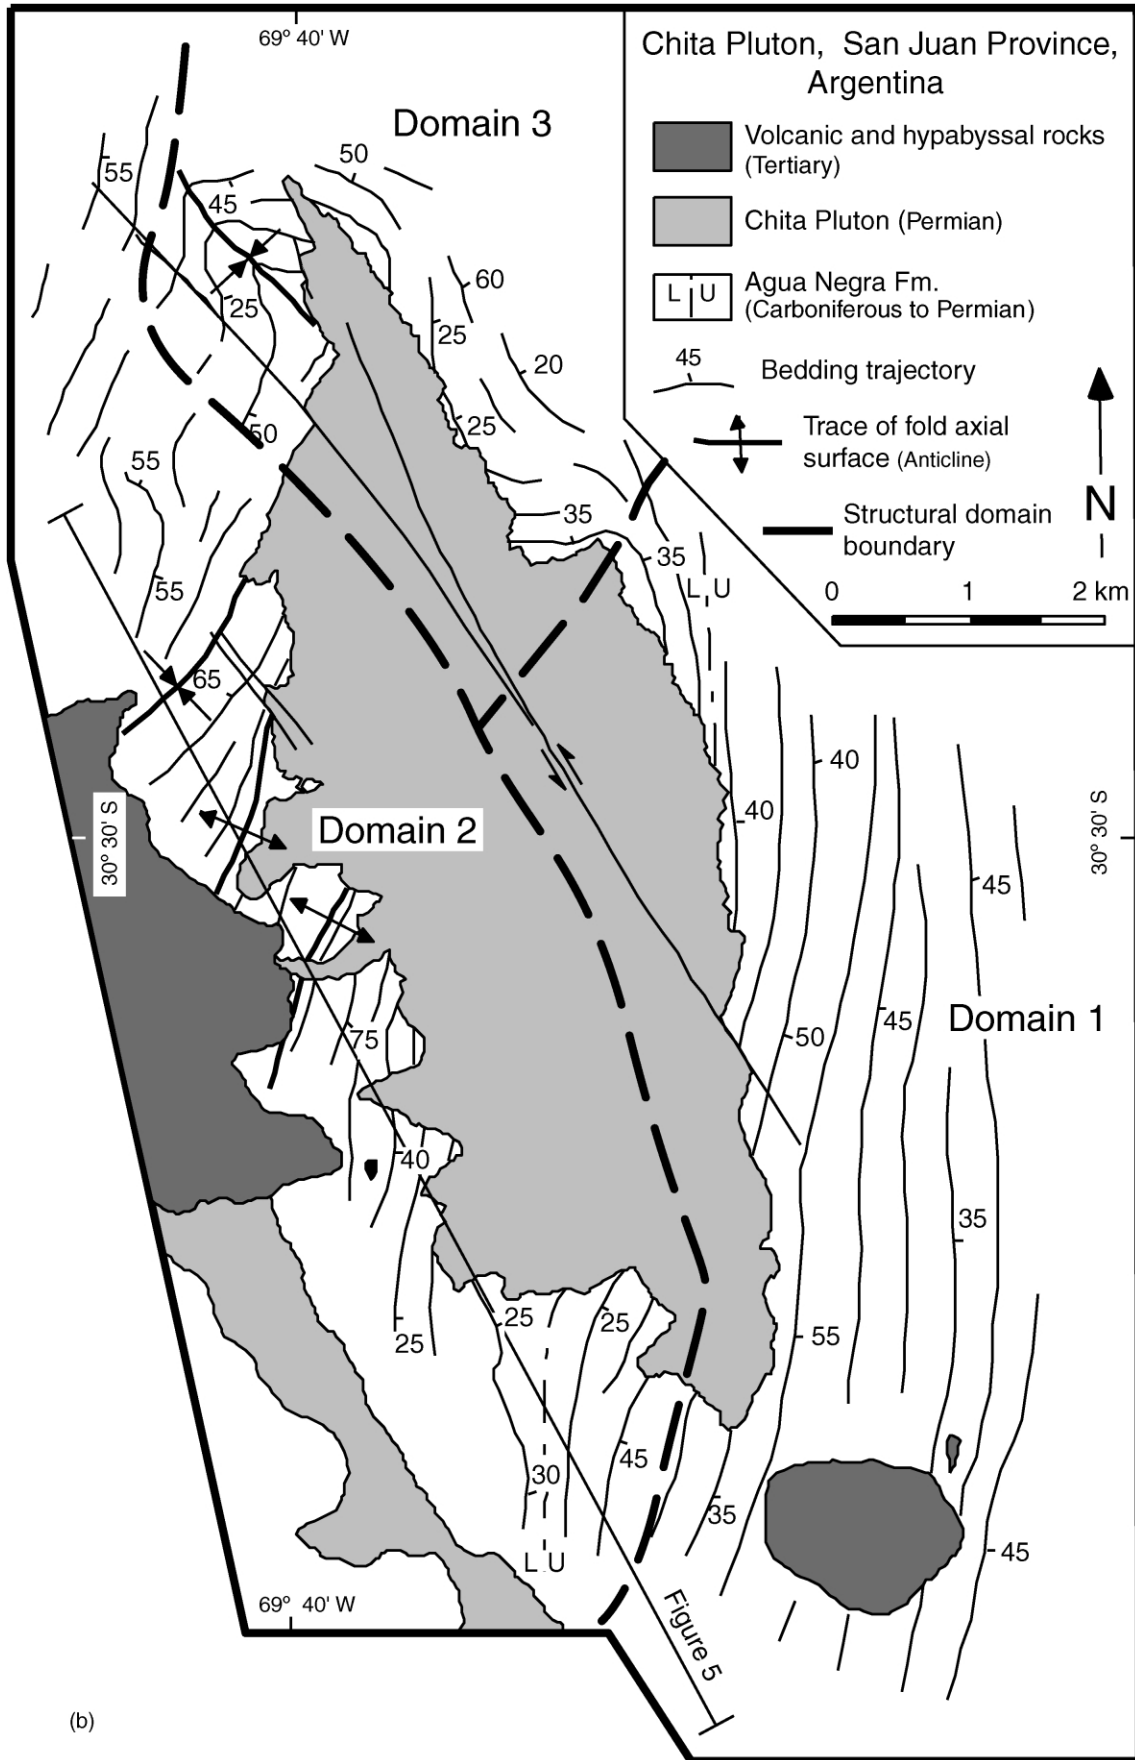 69° 40' W
Chita Pluton, San Juan Province,
Argentina
Volcanic and hypabyssal rocks
(Tertiary)
Chita Pluton (Permian)
L U
Agua Negra Fm.
(Carboniferous to Permian)
45
Bedding trajectory
Trace of fold axial
surface (Anticline)
Structural domain
boundary
N
0 1 2 km
Domain 3
50
55
45
60
25
25
20
50
25
55
35
35
55
L U
65
40
40
Domain 2
30° 30' S
30° 30' S
45
45
Domain 1
50
75
40
35
25
25
25
55
45
30
35
45
L U
69° 40' W
Figure 5
(b)